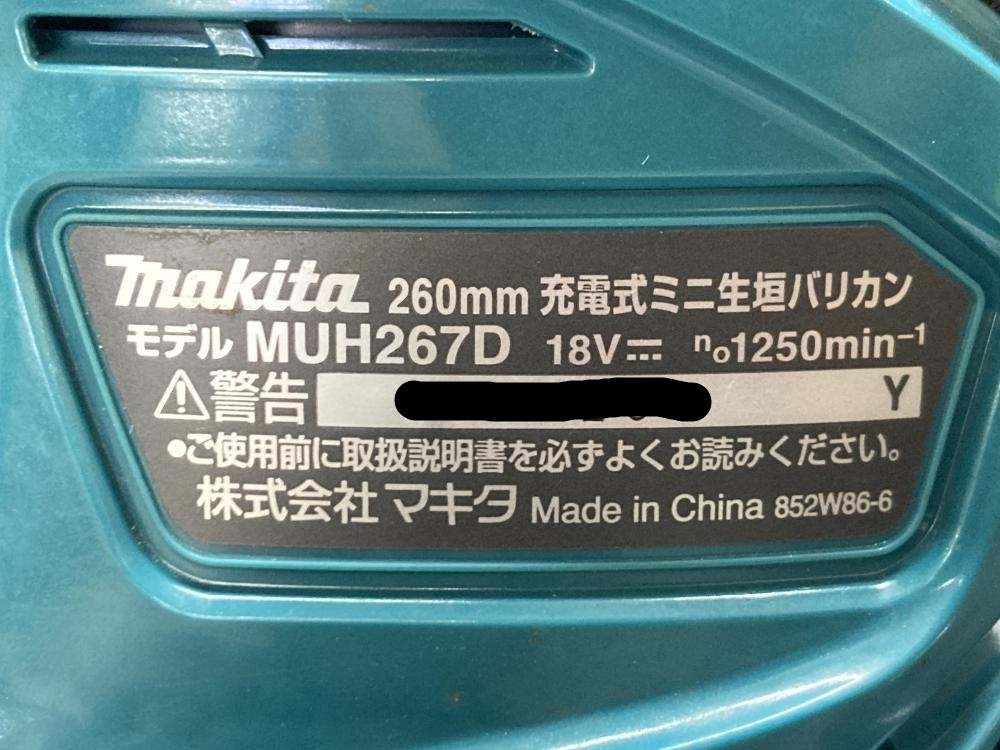 makita 260mm 充電式ミニ生垣バリカン
モデル MUH267D 18V⎓ n₀1250min⁻¹
⚠警告 Y
•ご使用前に取扱説明書を必ずよくお読みください。
株式会社マキタ Made in China 852W86-6